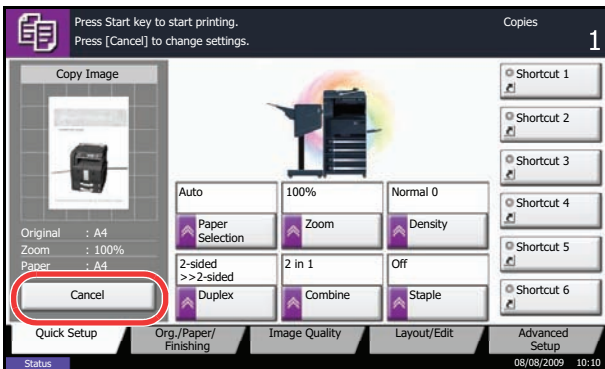 Press Start key to start printing.
Press [Cancel] to change settings.
Copies
1
Copy Image
Original : A4
Zoom : 100%
Paper : A4
Cancel
Auto
Paper
Selection
100%
Zoom
Normal 0
Density
2-sided
>>2-sided
Duplex
2 in 1
Combine
Off
Staple
Shortcut 1
Shortcut 2
Shortcut 3
Shortcut 4
Shortcut 5
Shortcut 6
Quick Setup
Org./Paper/
Finishing
Image Quality
Layout/Edit
Advanced
Setup
Status
08/08/2009 10:10